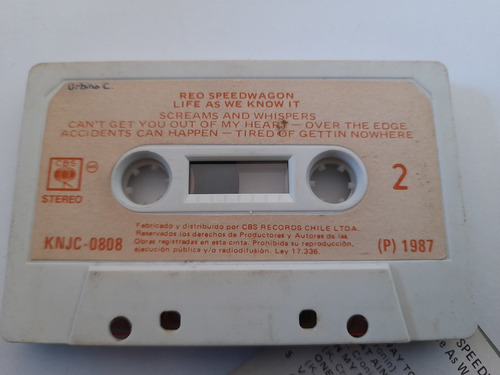 Urbina C.
REO SPEEDWAGON
LIFE AS WE KNOW IT
SCREAMS AND WHISPERS
CAN'T GET YOU OUT OF MY HEART — OVER THE EDGE
ACCIDENTS CAN HAPPEN — TIRED OF GETTIN NOWHERE
CBS
STEREO
2
KNJC-0808
Fabricado y distribuido por CBS RECORDS CHILE LTDA.
Reservados los derechos de Productores y Autores de las
Obras registradas en esta cinta. Prohibida su reproducción,
ejecución pública y/o radiodifusión. Ley 17.336.
(P) 1987
SPEED